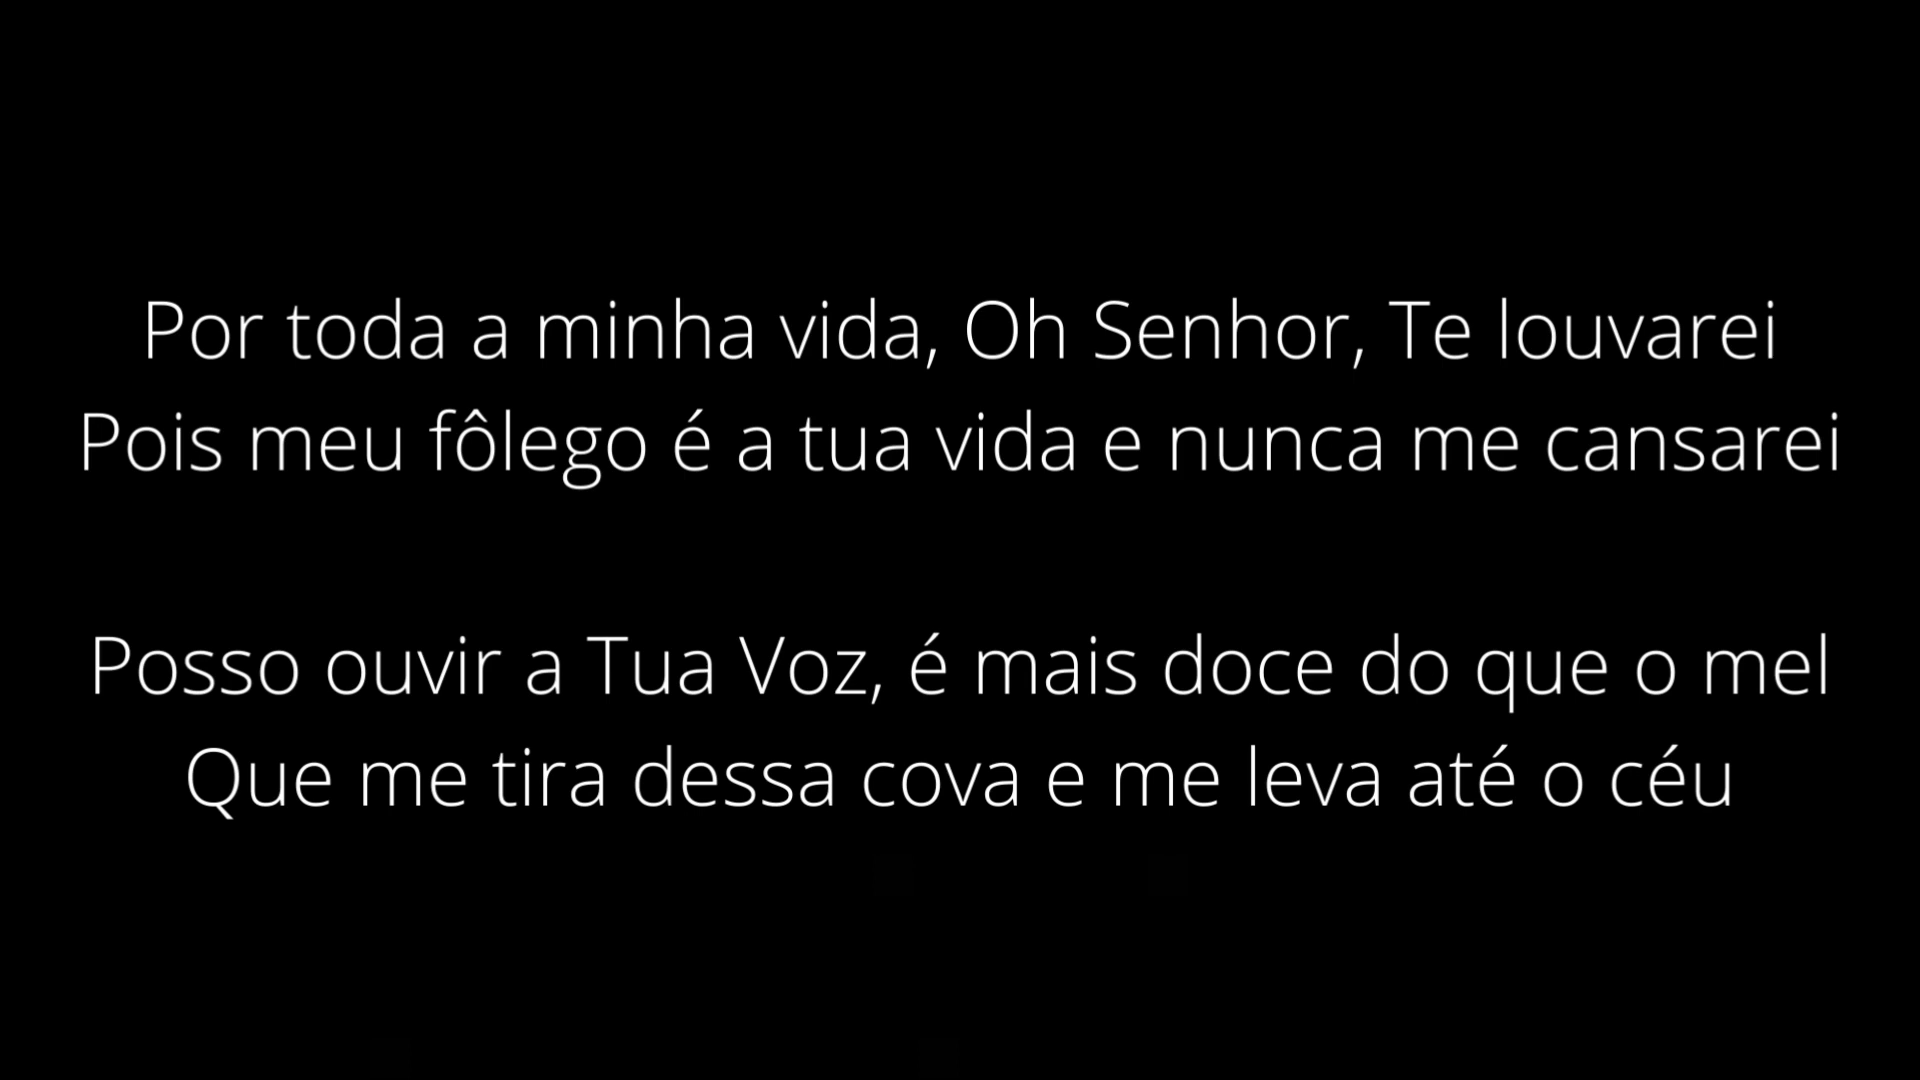 Por toda a minha vida, Oh Senhor, Te louvarei
Pois meu fôlego é a tua vida e nunca me cansarei
Posso ouvir a Tua Voz, é mais doce do que o mel
Que me tira dessa cova e me leva até o céu